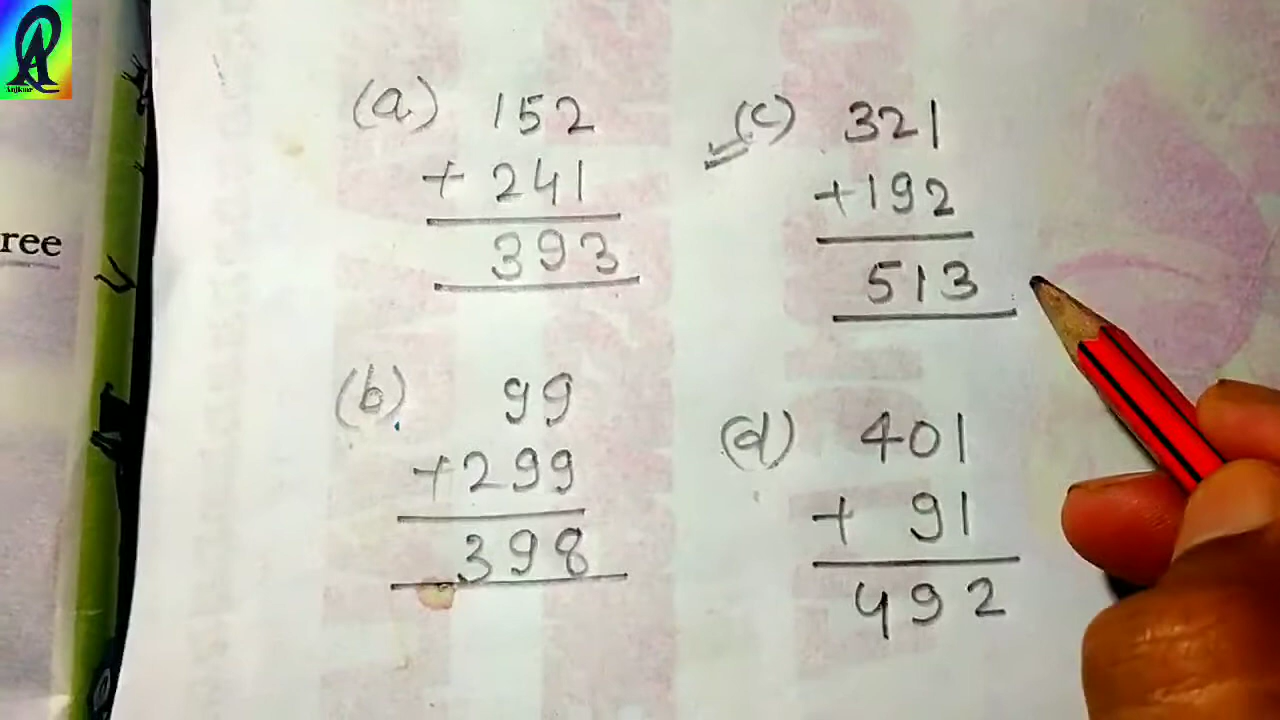 ree
(a) 152
+ 241
393
(b) 99
+ 299
398
(c) 321
+ 192
513
(d) 401
+ 91
492